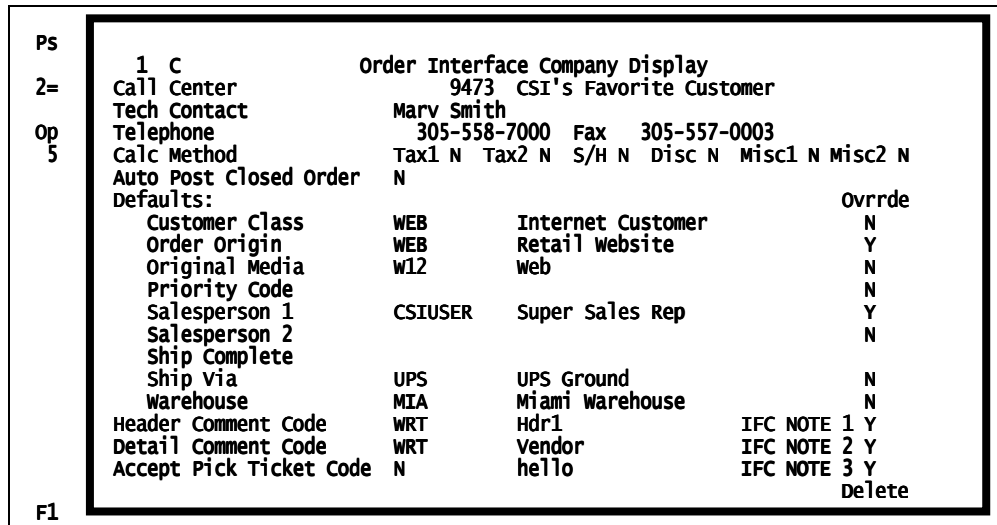 Ps
1 C Order Interface Company Display
2= Call Center 9473 CSI's Favorite Customer
Tech Contact Marv Smith
Op Telephone 305-558-7000 Fax 305-557-0003
5 Calc Method Tax1 N Tax2 N S/H N Disc N Misc1 N Misc2 N
Auto Post Closed Order N
Defaults: Ovrrde
Customer Class WEB Internet Customer N
Order Origin WEB Retail Website Y
Original Media W12 Web N
Priority Code N
Salesperson 1 CSIUSER Super Sales Rep Y
Salesperson 2 N
Ship Complete
Ship Via UPS UPS Ground N
Warehouse MIA Miami Warehouse N
Header Comment Code WRT Hdr1 IFC NOTE 1 Y
Detail Comment Code WRT Vendor IFC NOTE 2 Y
Accept Pick Ticket Code N hello IFC NOTE 3 Y
Delete
F1